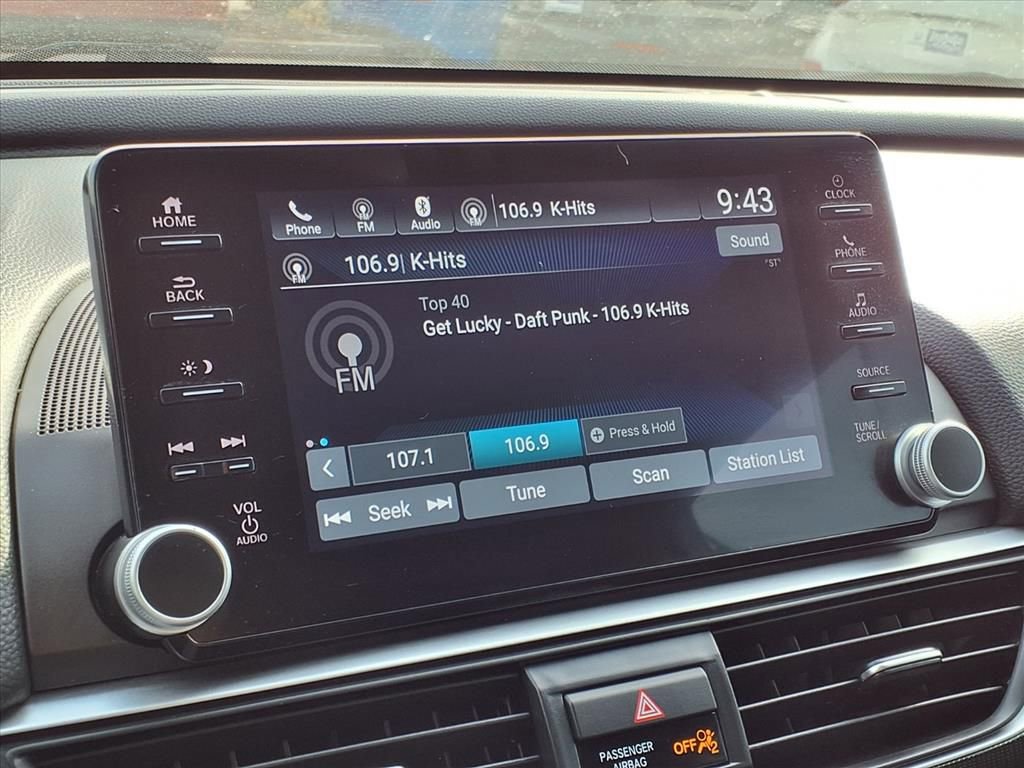 HOME
Phone
FM
Audio
FM
106.9 K-Hits
9:43
CLOCK
FM
106.9 K-Hits
Sound
PHONE
ST
BACK
Top 40
Get Lucky - Daft Punk - 106.9 K-Hits
AUDIO
FM
SOURCE
107.1
106.9
Press & Hold
TUNE/
SCROLL
Seek
Tune
Scan
Station List
VOL
AUDIO
PASSENGER
AIRBAG
OFF
2